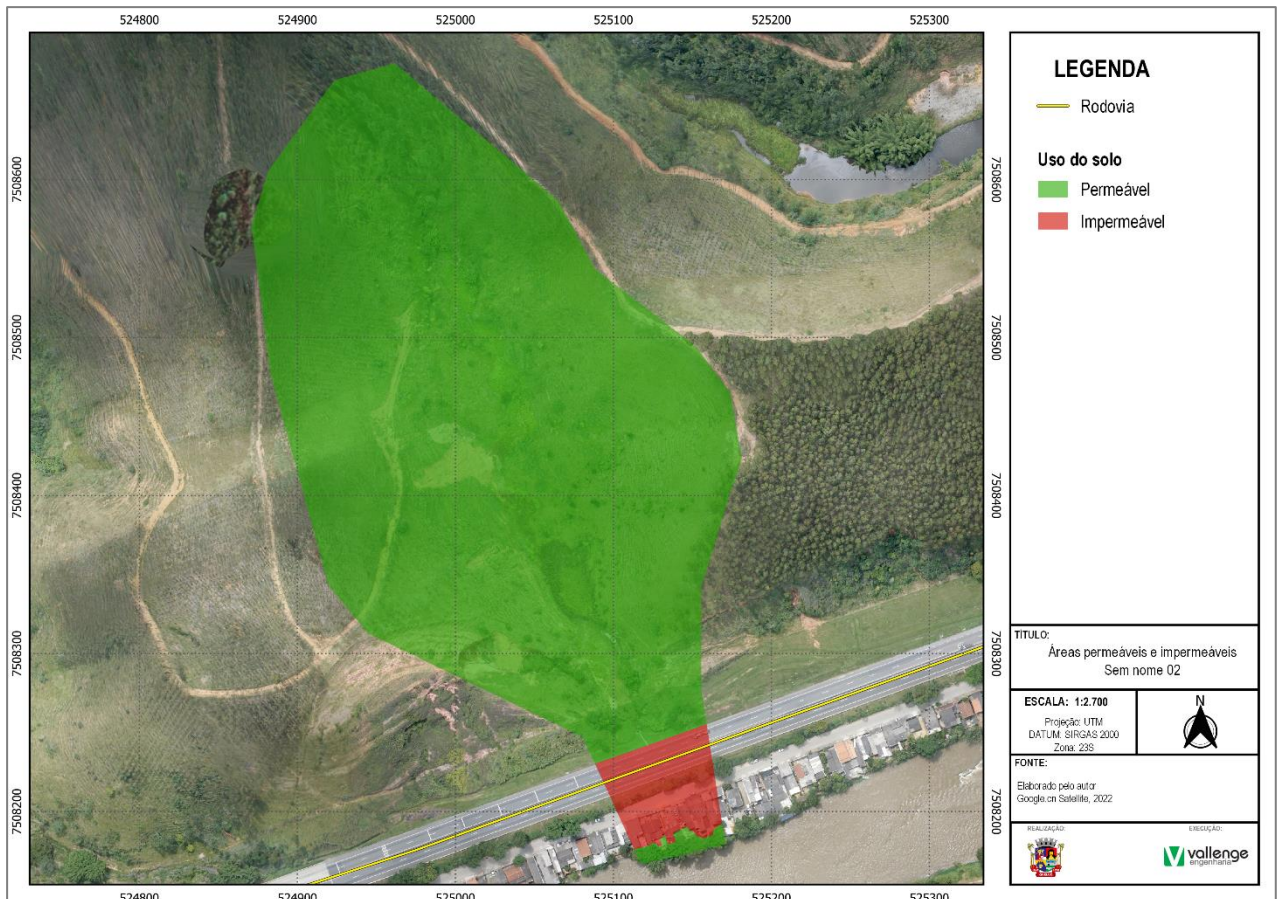 524800 524900 525000 525100 525200 525300
7508600
7508500
7508400
7508300
7508200
7508600
7508500
7508400
7508300
7508200
524800 524900 525000 525100 525200 525300
LEGENDA
Rodovia
Uso do solo
Permeável
Impermeável
TÍTULO:
Áreas permeáveis e impermeáveis
Sem nome 02
ESCALA: 1:2.700
Projeção: UTM
DATUM: SIRGAS 2000
Zona: 23S
N
FONTE:
Elaborado pelo autor
Google.cn Satellite, 2022
REALIZAÇÃO:
EXECUÇÃO:
vallenge
engenharia